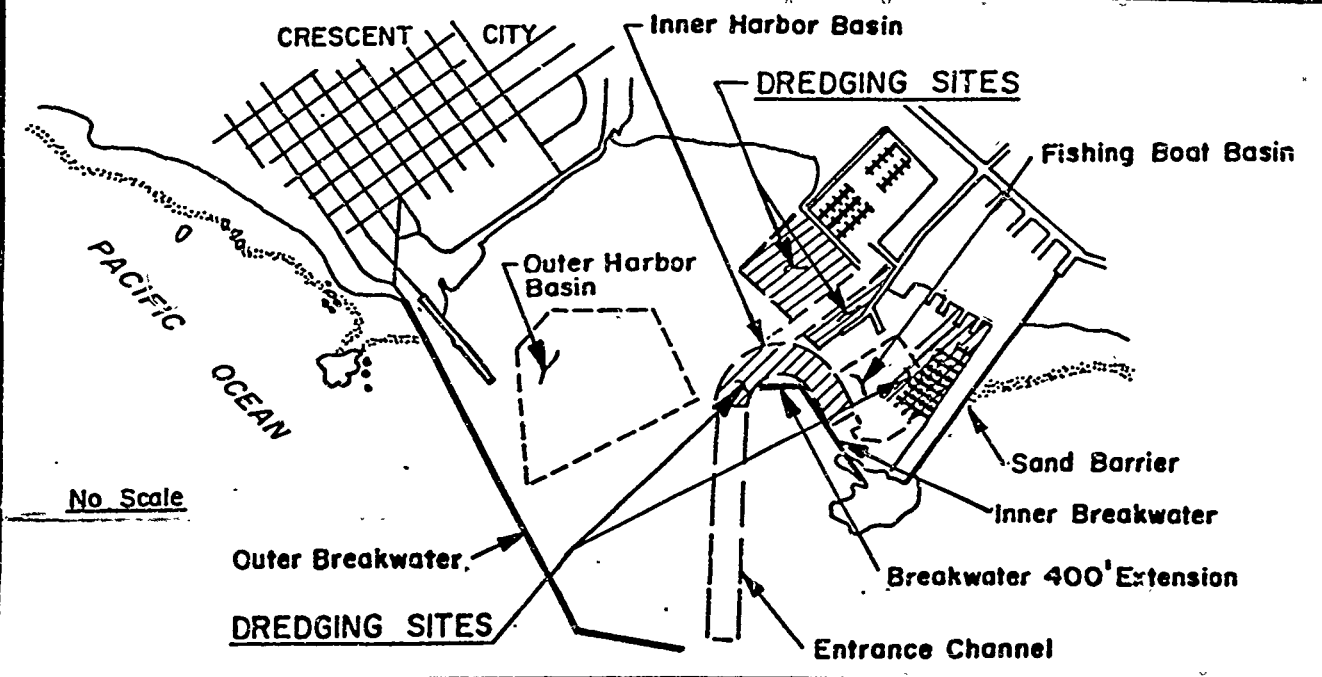 CRESCENT CITY
Inner Harbor Basin
DREDGING SITES
Fishing Boat Basin
Outer Harbor
Basin
PACIFIC
OCEAN
Sand Barrier
No Scale
Inner Breakwater
Outer Breakwater
Breakwater 400' Extension
DREDGING SITES
Entrance Channel